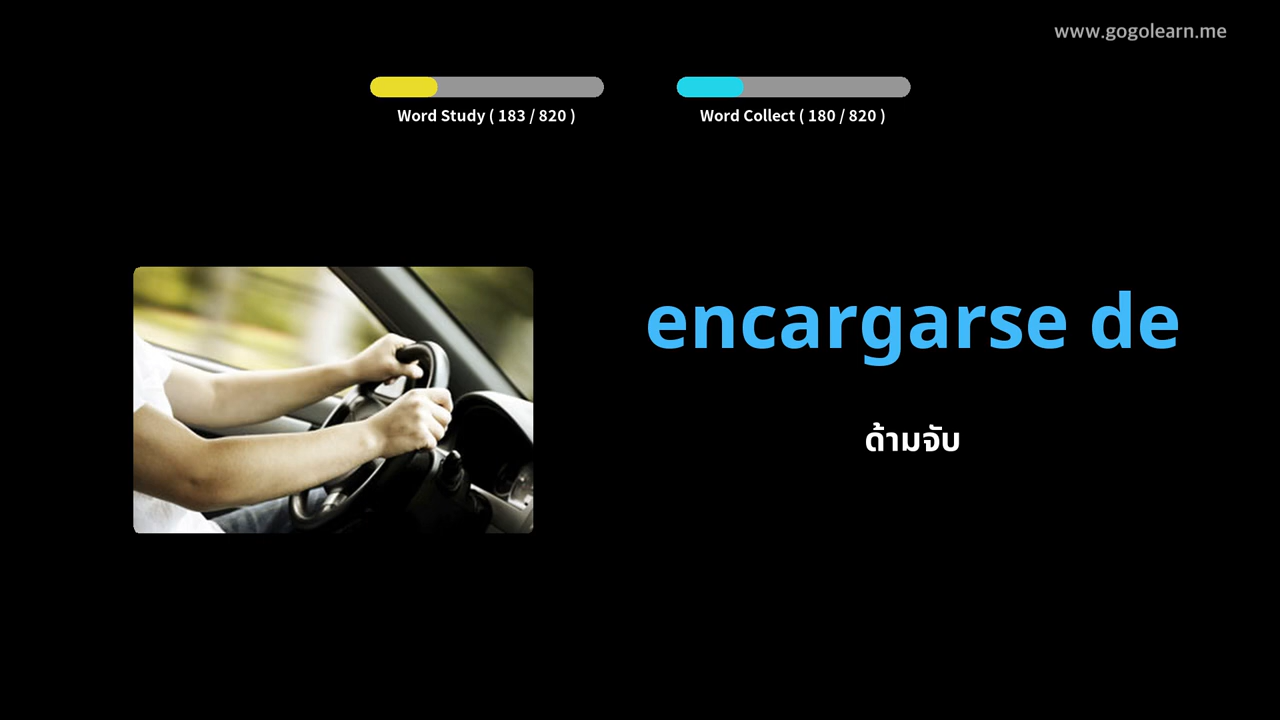 www.gogolearn.me
Word Study ( 183 / 820 )
Word Collect ( 180 / 820 )
encargarse de
ด้ามจับ